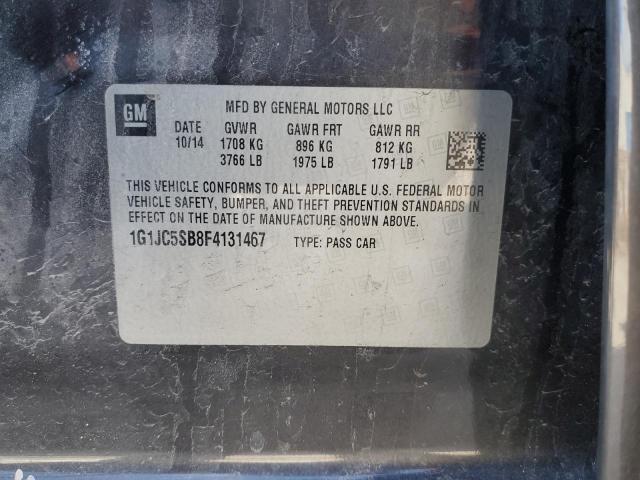 GM MFD BY GENERAL MOTORS LLC
DATE GVWR GAWR FRT GAWR RR
10/14 1708 KG 896 KG 812 KG
3766 LB 1975 LB 1791 LB
THIS VEHICLE CONFORMS TO ALL APPLICABLE U.S. FEDERAL MOTOR
VEHICLE SAFETY, BUMPER, AND THEFT PREVENTION STANDARDS IN
EFFECT ON THE DATE OF MANUFACTURE SHOWN ABOVE.
1G1JC5SB8F4131467 TYPE: PASS CAR